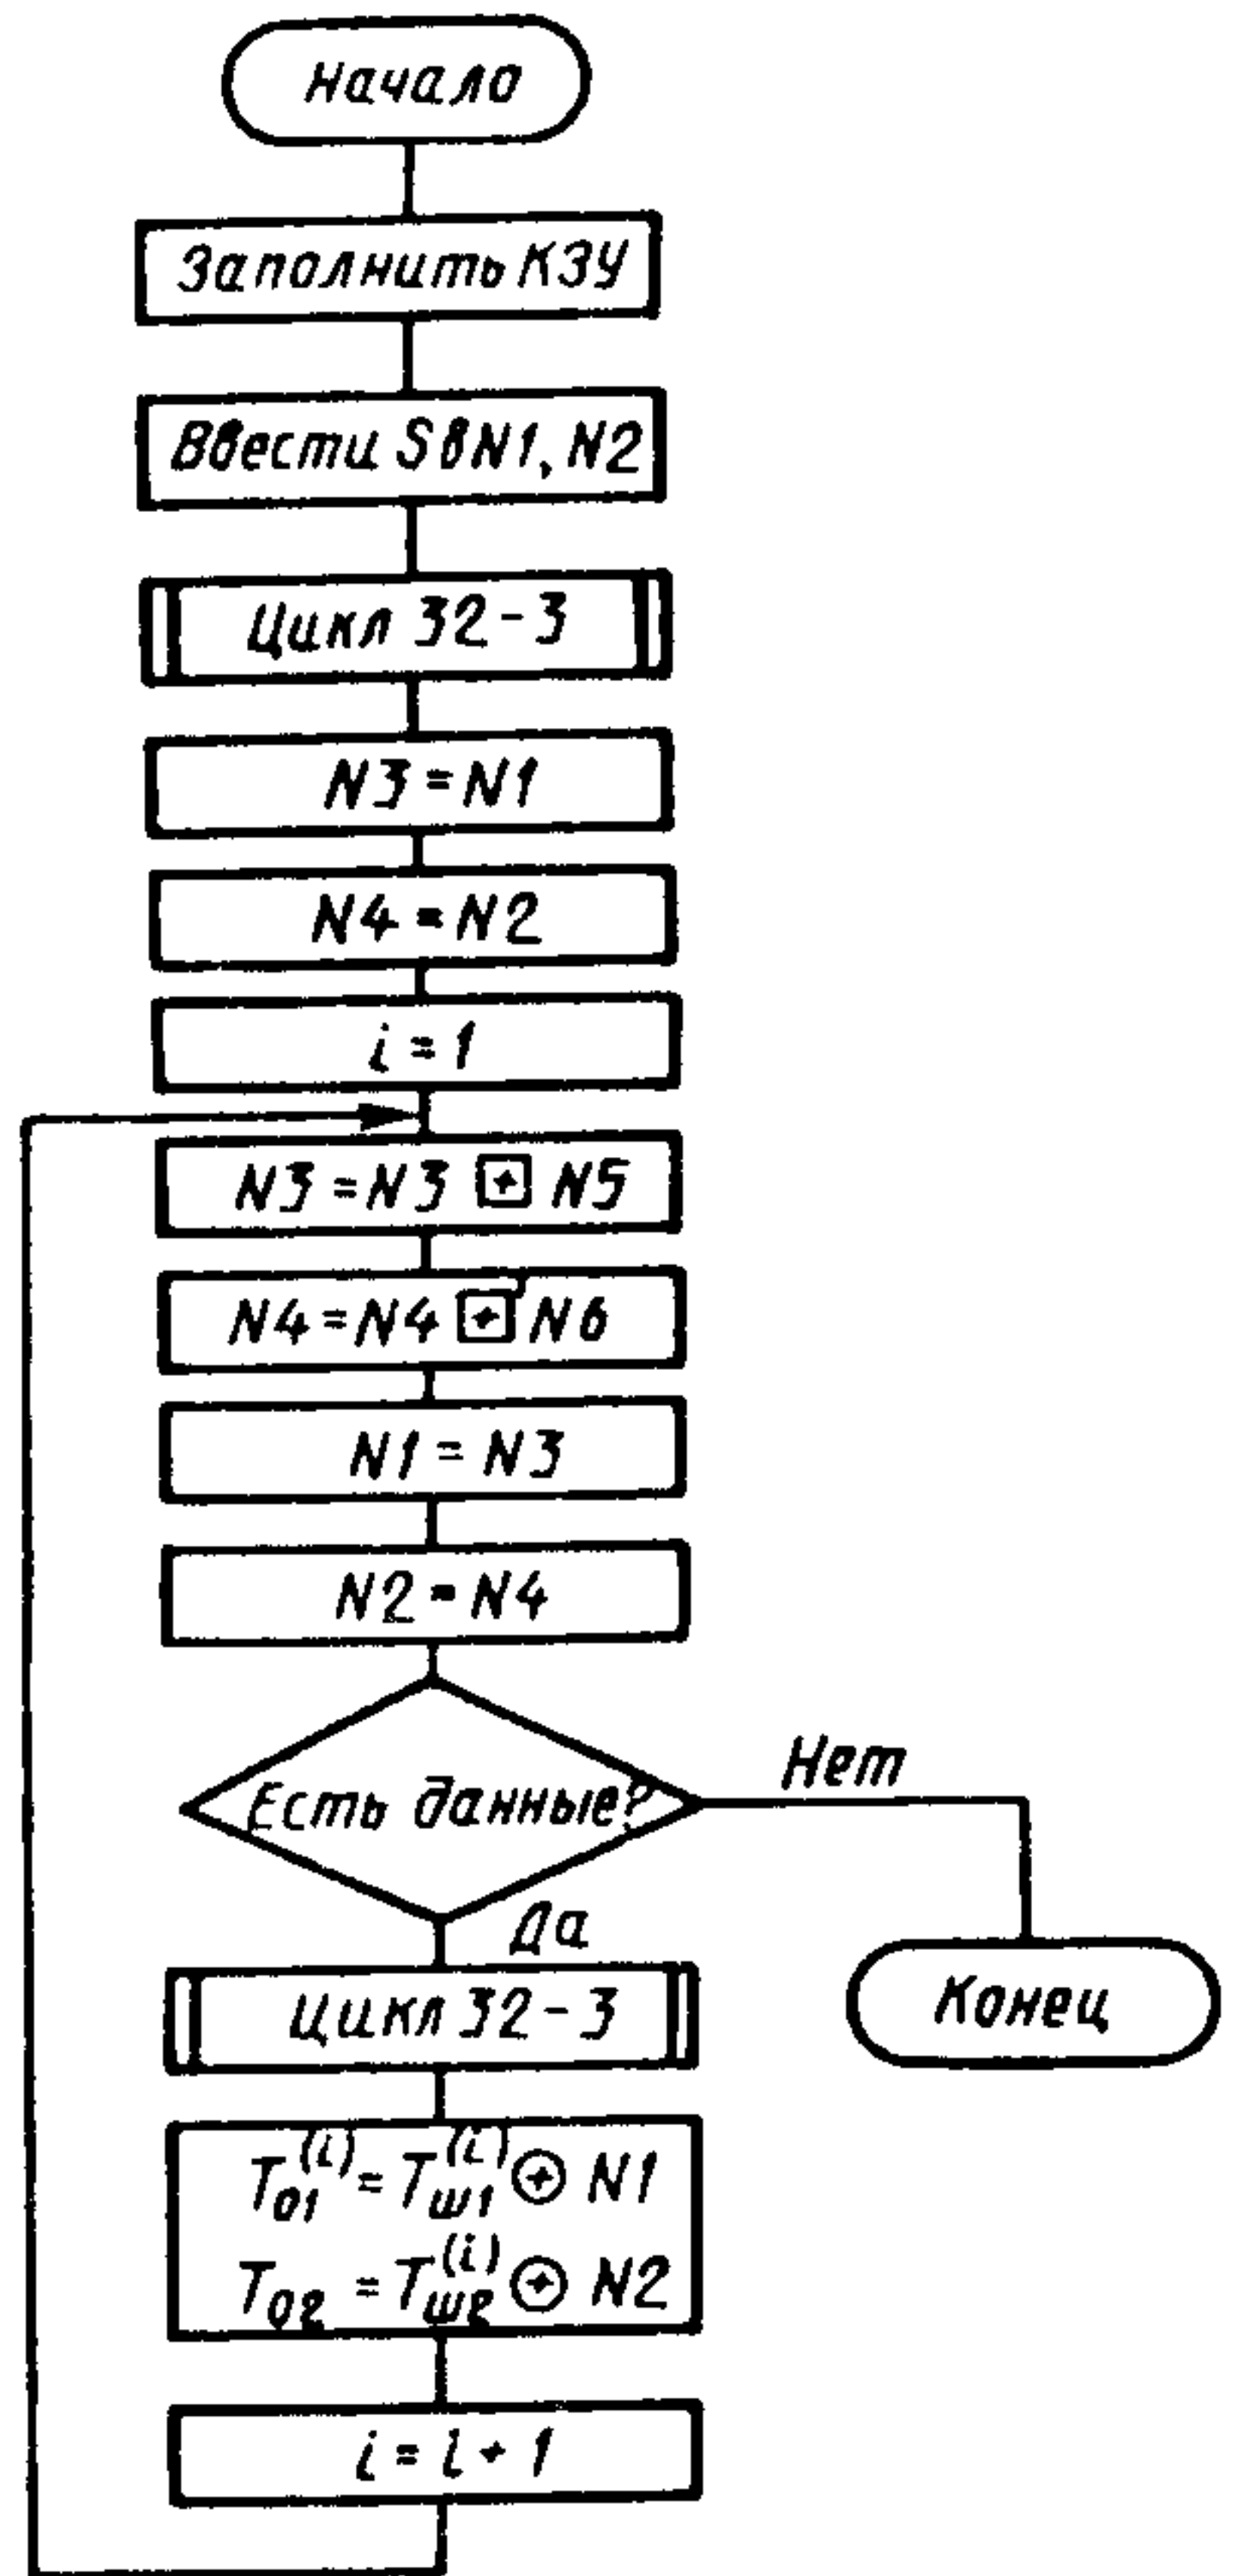 Начало
Заполнить КЗУ
Ввести S в N1, N2
Цикл 32-3
N3 = N1
N4 = N2
i = 1
N3 = N3 ⊞ N5
N4 = N4 ⊞ N6
N1 = N3
N2 = N4
Есть данные?
Нет
Да
Цикл 32-3
Конец
T₀₁⁽ⁱ⁾ = Tш₁⁽ⁱ⁾ ⊕ N1
T₀₂ = Tш₂⁽ⁱ⁾ ⊕ N2
i = i + 1